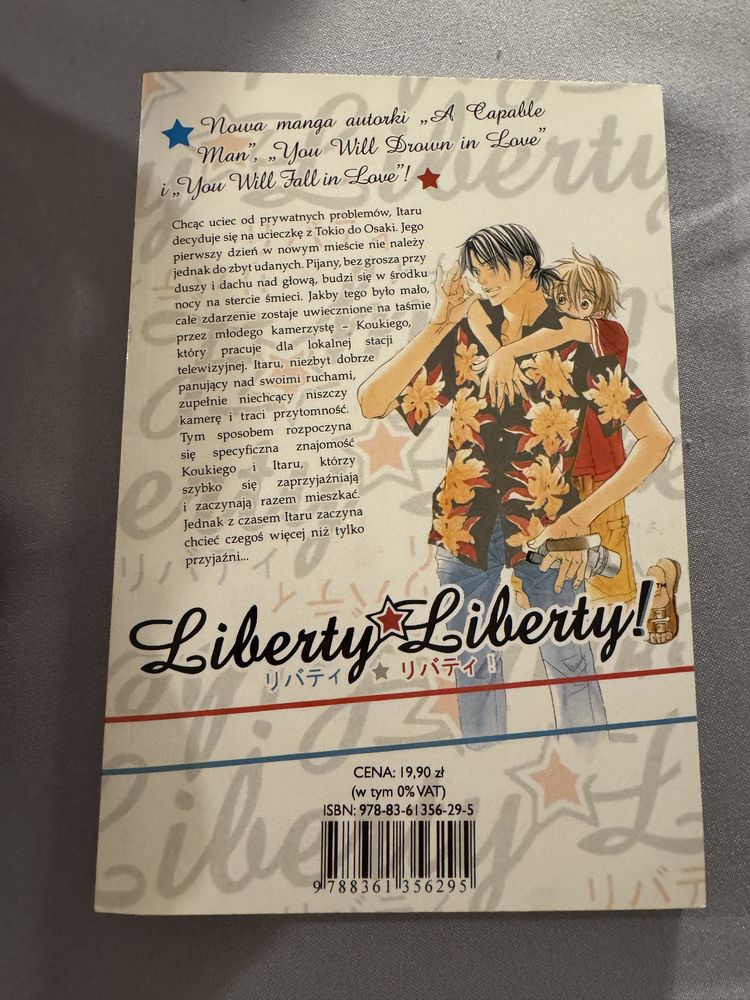 Nowa manga autorki „A Capable
Man", „You Will Drown in Love"
i „You Will Fall in Love"!
Chcąc uciec od prywatnych problemów, Itaru
decyduje się na ucieczkę z Tokio do Osaki. Jego
pierwszy dzień w nowym mieście nie należy
jednak do zbyt udanych. Pijany, bez grosza przy
duszy i dachu nad głową, budzi się w środku
nocy na stercie śmieci. Jakby tego było mało,
całe zdarzenie zostaje uwiecznione na taśmie
przez młodego kamerzystę – Koukiego,
który pracuje dla lokalnej stacji
telewizyjnej. Itaru, niezbyt dobrze
panujący nad swoimi ruchami,
zupełnie niechcący niszczy
kamerę i traci przytomność.
Tym sposobem rozpoczyna
się specyficzna znajomość
Koukiego i Itaru, którzy
szybko się zaprzyjaźniają
i zaczynają razem mieszkać.
Jednak z czasem Itaru zaczyna
chcieć czegoś więcej niż tylko
przyjaźni...
Liberty★Liberty!™
リバティ★リバティ!
CENA: 19,90 zł
(w tym 0% VAT)
ISBN: 978-83-61356-29-5
9 788361 356295